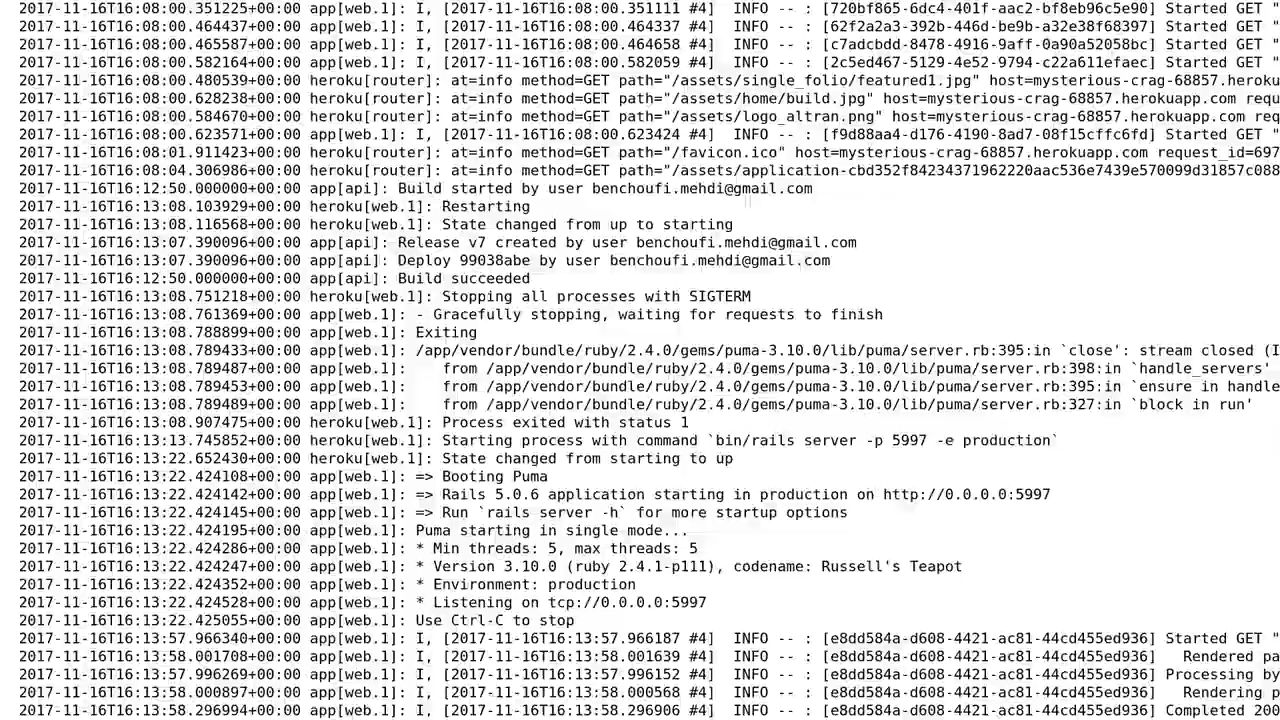 2017-11-16T16:08:00.351225+00:00 app[web.1]: I, [2017-11-16T16:08:00.351111 #4]  INFO -- : [720bf865-6dc4-401f-aac2-bf8eb96c5e90] Started GET "
2017-11-16T16:08:00.464437+00:00 app[web.1]: I, [2017-11-16T16:08:00.464337 #4]  INFO -- : [62f2a2a3-392b-446d-be9b-a32e38f68397] Started GET "
2017-11-16T16:08:00.465587+00:00 app[web.1]: I, [2017-11-16T16:08:00.464658 #4]  INFO -- : [c7adcbdd-8478-4916-9aff-0a90a52058bc] Started GET "
2017-11-16T16:08:00.582164+00:00 app[web.1]: I, [2017-11-16T16:08:00.582059 #4]  INFO -- : [2c5ed467-5129-4e52-9794-c22a611efaec] Started GET "
2017-11-16T16:08:00.480539+00:00 heroku[router]: at=info method=GET path="/assets/single_folio/featured1.jpg" host=mysterious-crag-68857.heroku
2017-11-16T16:08:00.628238+00:00 heroku[router]: at=info method=GET path="/assets/home/build.jpg" host=mysterious-crag-68857.herokuapp.com requ
2017-11-16T16:08:00.584670+00:00 heroku[router]: at=info method=GET path="/assets/logo_altran.png" host=mysterious-crag-68857.herokuapp.com req
2017-11-16T16:08:00.623571+00:00 app[web.1]: I, [2017-11-16T16:08:00.623424 #4]  INFO -- : [f9d88aa4-d176-4190-8ad7-08f15cffc6fd] Started GET "
2017-11-16T16:08:01.911423+00:00 heroku[router]: at=info method=GET path="/favicon.ico" host=mysterious-crag-68857.herokuapp.com request_id=697
2017-11-16T16:08:04.306986+00:00 heroku[router]: at=info method=GET path="/assets/application-cbd352f84234371962220aac536e7439e570099d31857c088
2017-11-16T16:12:50.000000+00:00 app[api]: Build started by user benchoufi.mehdi@gmail.com
2017-11-16T16:13:08.103929+00:00 heroku[web.1]: Restarting
2017-11-16T16:13:08.116568+00:00 heroku[web.1]: State changed from up to starting
2017-11-16T16:13:07.390096+00:00 app[api]: Release v7 created by user benchoufi.mehdi@gmail.com
2017-11-16T16:13:07.390096+00:00 app[api]: Deploy 99038abe by user benchoufi.mehdi@gmail.com
2017-11-16T16:12:50.000000+00:00 app[api]: Build succeeded
2017-11-16T16:13:08.751218+00:00 heroku[web.1]: Stopping all processes with SIGTERM
2017-11-16T16:13:08.761369+00:00 app[web.1]: - Gracefully stopping, waiting for requests to finish
2017-11-16T16:13:08.788899+00:00 app[web.1]: Exiting
2017-11-16T16:13:08.789433+00:00 app[web.1]: /app/vendor/bundle/ruby/2.4.0/gems/puma-3.10.0/lib/puma/server.rb:395:in `close': stream closed (I
2017-11-16T16:13:08.789487+00:00 app[web.1]:    from /app/vendor/bundle/ruby/2.4.0/gems/puma-3.10.0/lib/puma/server.rb:398:in `handle_servers'
2017-11-16T16:13:08.789453+00:00 app[web.1]:    from /app/vendor/bundle/ruby/2.4.0/gems/puma-3.10.0/lib/puma/server.rb:395:in `ensure in handle
2017-11-16T16:13:08.789489+00:00 app[web.1]:    from /app/vendor/bundle/ruby/2.4.0/gems/puma-3.10.0/lib/puma/server.rb:327:in `block in run'
2017-11-16T16:13:08.907475+00:00 heroku[web.1]: Process exited with status 1
2017-11-16T16:13:13.745852+00:00 heroku[web.1]: Starting process with command `bin/rails server -p 5997 -e production`
2017-11-16T16:13:22.652430+00:00 heroku[web.1]: State changed from starting to up
2017-11-16T16:13:22.424108+00:00 app[web.1]: => Booting Puma
2017-11-16T16:13:22.424142+00:00 app[web.1]: => Rails 5.0.6 application starting in production on http://0.0.0.0:5997
2017-11-16T16:13:22.424145+00:00 app[web.1]: => Run `rails server -h` for more startup options
2017-11-16T16:13:22.424195+00:00 app[web.1]: Puma starting in single mode...
2017-11-16T16:13:22.424286+00:00 app[web.1]: * Min threads: 5, max threads: 5
2017-11-16T16:13:22.424247+00:00 app[web.1]: * Version 3.10.0 (ruby 2.4.1-p111), codename: Russell's Teapot
2017-11-16T16:13:22.424352+00:00 app[web.1]: * Environment: production
2017-11-16T16:13:22.424528+00:00 app[web.1]: * Listening on tcp://0.0.0.0:5997
2017-11-16T16:13:22.425055+00:00 app[web.1]: Use Ctrl-C to stop
2017-11-16T16:13:57.966340+00:00 app[web.1]: I, [2017-11-16T16:13:57.966187 #4]  INFO -- : [e8dd584a-d608-4421-ac81-44cd455ed936] Started GET "
2017-11-16T16:13:58.001708+00:00 app[web.1]: I, [2017-11-16T16:13:58.001639 #4]  INFO -- : [e8dd584a-d608-4421-ac81-44cd455ed936]   Rendered pa
2017-11-16T16:13:57.996269+00:00 app[web.1]: I, [2017-11-16T16:13:57.996152 #4]  INFO -- : [e8dd584a-d608-4421-ac81-44cd455ed936] Processing by
2017-11-16T16:13:58.000897+00:00 app[web.1]: I, [2017-11-16T16:13:58.000568 #4]  INFO -- : [e8dd584a-d608-4421-ac81-44cd455ed936]   Rendering p
2017-11-16T16:13:58.296994+00:00 app[web.1]: I, [2017-11-16T16:13:58.296906 #4]  INFO -- : [e8dd584a-d608-4421-ac81-44cd455ed936] Completed 200